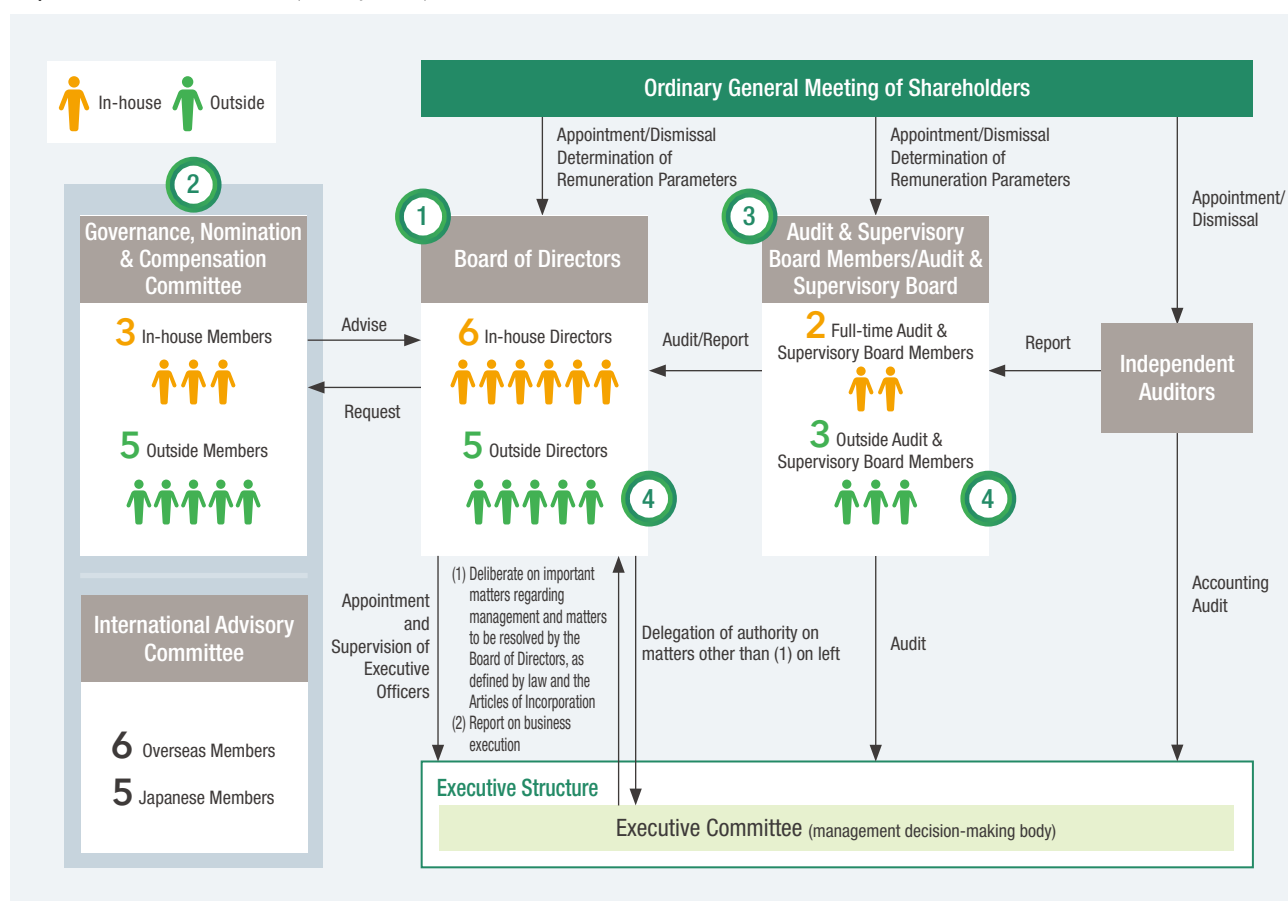 In-house
Outside
Ordinary General Meeting of Shareholders
Appointment/Dismissal
Determination of
Remuneration Parameters
Appointment/Dismissal
Determination of
Remuneration Parameters
Appointment/
Dismissal
2
Governance, Nomination
& Compensation
Committee
3 In-house Members
5 Outside Members
Advise
Request
1
Board of Directors
6 In-house Directors
5 Outside Directors
4
Audit/Report
3
Audit & Supervisory
Board Members/Audit &
Supervisory Board
2 Full-time Audit &
Supervisory Board Members
3 Outside Audit &
Supervisory Board Members
4
Report
Independent
Auditors
International Advisory
Committee
6 Overseas Members
5 Japanese Members
Appointment
and
Supervision of
Executive
Officers
(1) Deliberate on important
matters regarding
management and matters
to be resolved by the
Board of Directors, as
defined by law and the
Articles of Incorporation
(2) Report on business
execution
Delegation of authority on
matters other than (1) on left
Audit
Accounting
Audit
Executive Structure
Executive Committee (management decision-making body)